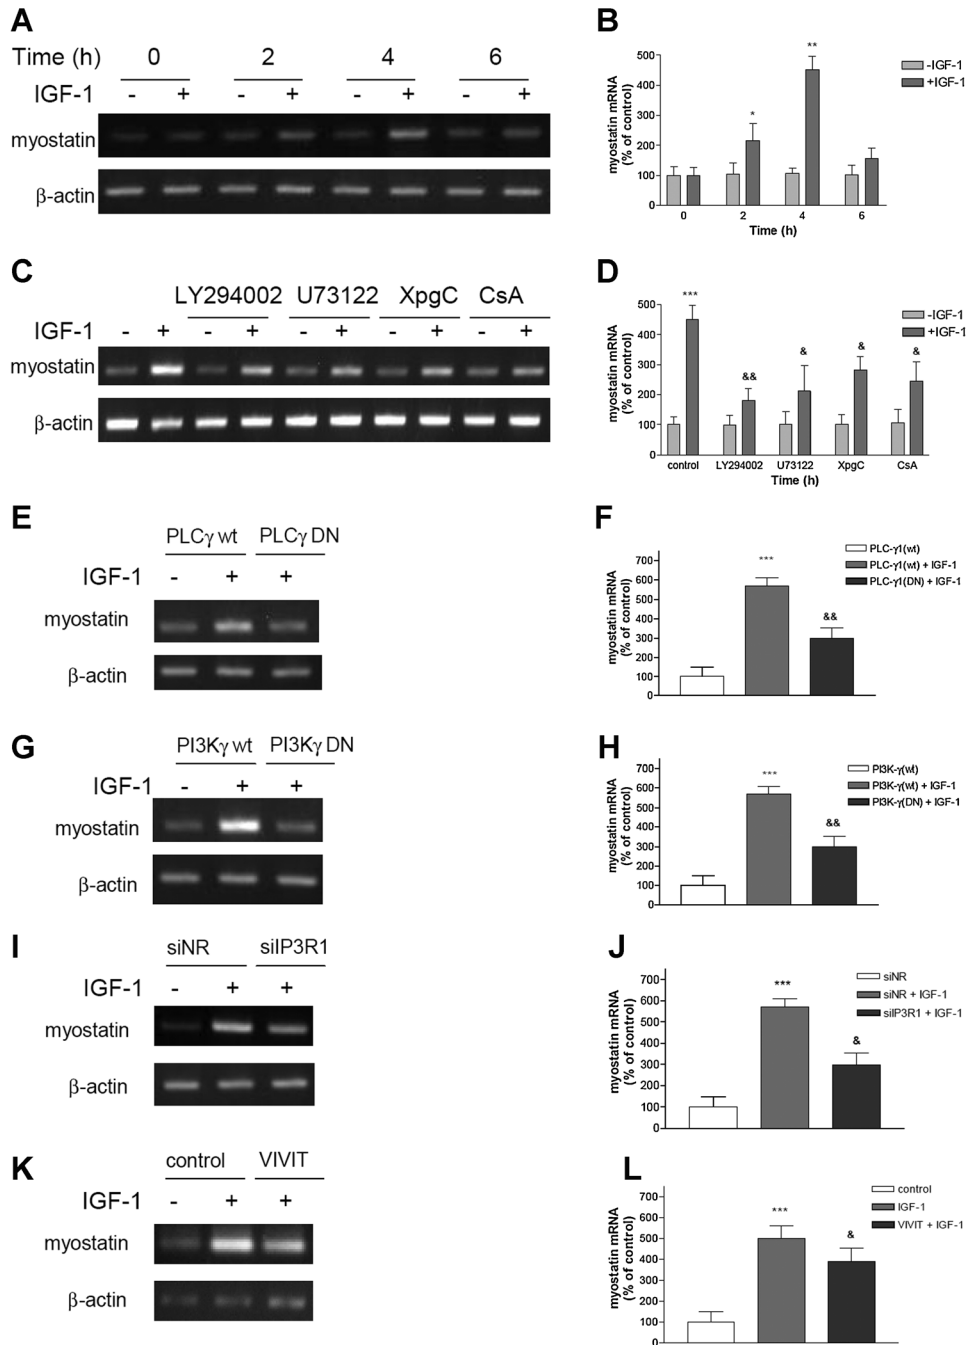 A
Time (h) 0 2 4 6
IGF-1 - + - + - + - +
myostatin
β-actin
B
myostatin mRNA
(% of control)
500
400
300
200
100
0
* **
0 2 4 6
Time (h)
-IGF-1
+IGF-1
C
LY294002 U73122 XpgC CsA
IGF-1 - + - + - + - + - +
myostatin
β-actin
D
myostatin mRNA
(% of control)
500
400
300
200
100
0
*** && & & &
control LY294002 U73122 XpgC CsA
Time (h)
-IGF-1
+IGF-1
E
PLCγ wt PLCγ DN
IGF-1 - + +
myostatin
β-actin
F
myostatin mRNA
(% of control)
700
600
500
400
300
200
100
0
*** &&
PLC-γ1(wt)
PLC-γ1(wt) + IGF-1
PLC-γ1(DN) + IGF-1
G
PI3Kγ wt PI3Kγ DN
IGF-1 - + +
myostatin
β-actin
H
myostatin mRNA
(% of control)
700
600
500
400
300
200
100
0
*** &&
PI3K-γ(wt)
PI3K-γ(wt) + IGF-1
PI3K-γ(DN) + IGF-1
I
siNR siIP3R1
IGF-1 - + +
myostatin
β-actin
J
myostatin mRNA
(% of control)
700
600
500
400
300
200
100
0
*** &
siNR
siNR + IGF-1
siIP3R1 + IGF-1
K
control VIVIT
IGF-1 - + +
myostatin
β-actin
L
myostatin mRNA
(% of control)
700
600
500
400
300
200
100
0
*** &
control
IGF-1
VIVIT + IGF-1